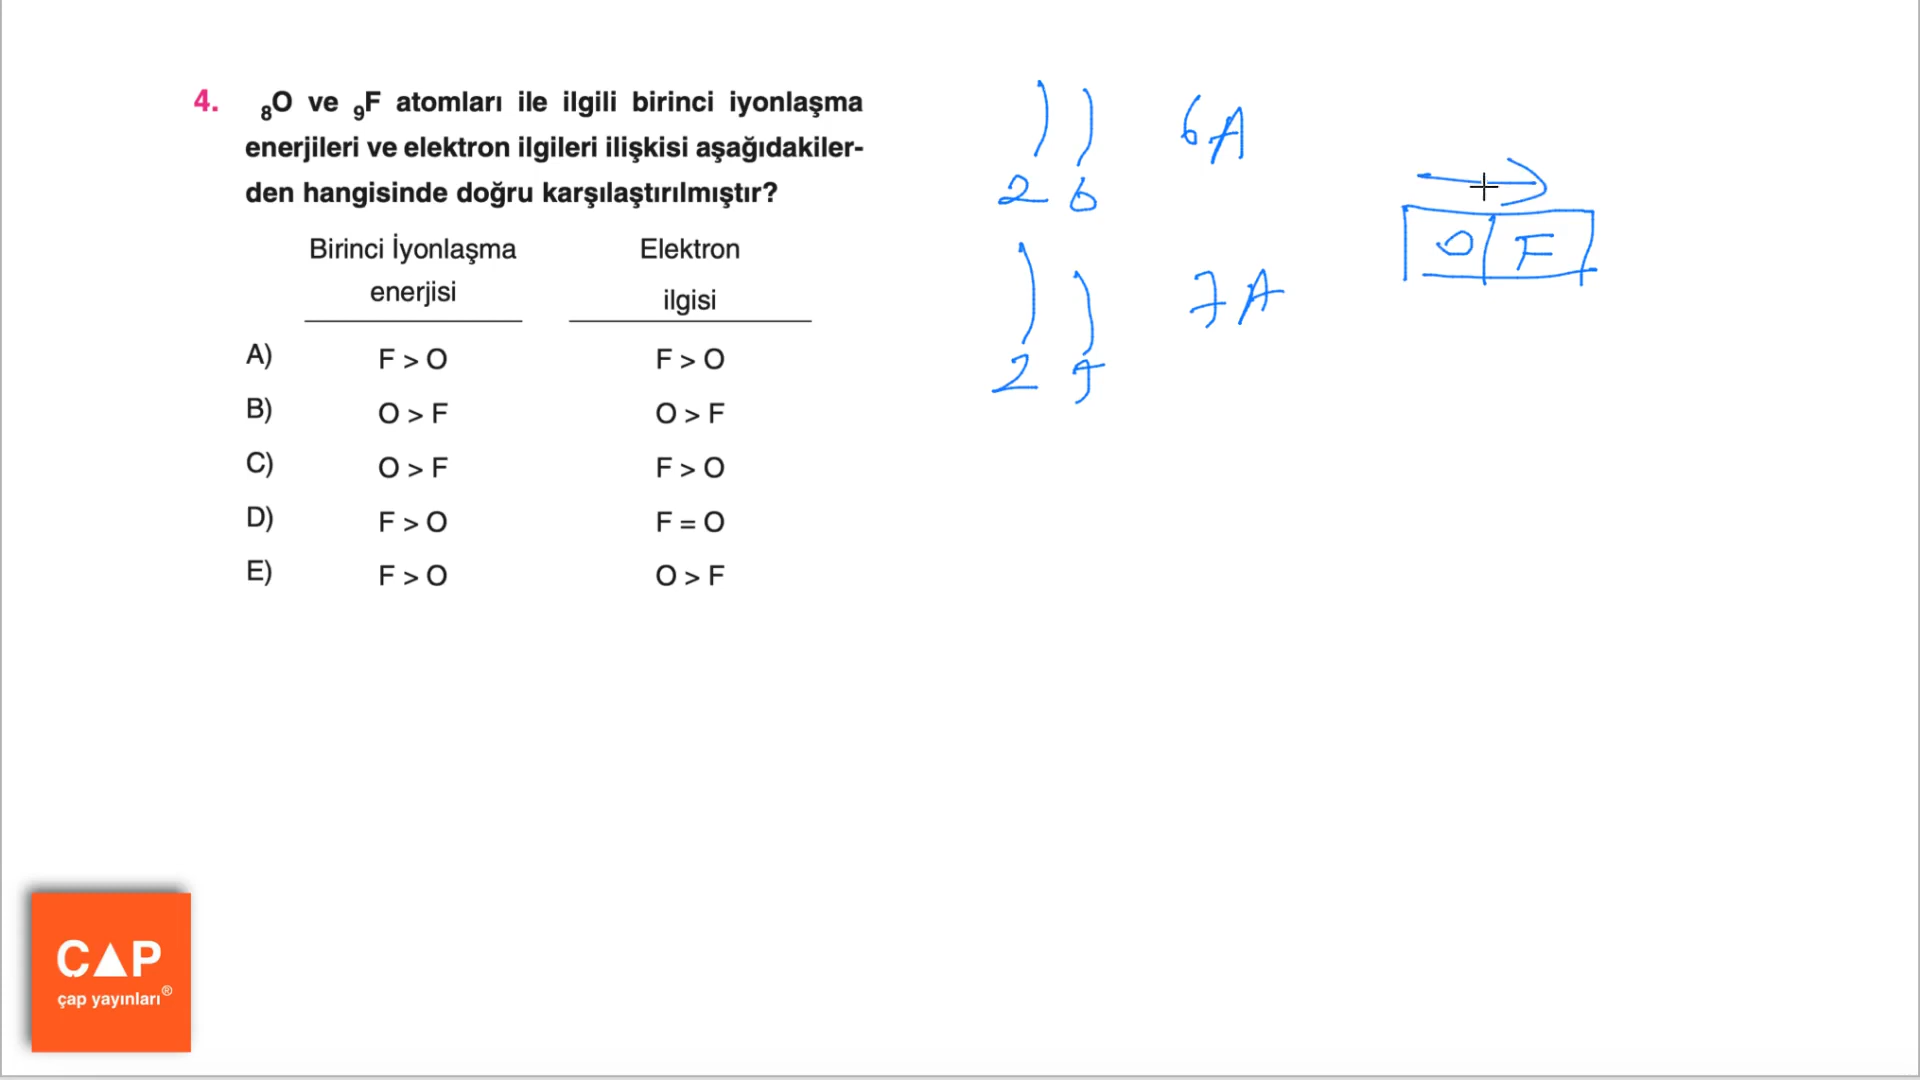 4. ₈O ve ₉F atomları ile ilgili birinci iyonlaşma
enerjileri ve elektron ilgileri ilişkisi aşağıdakiler-
den hangisinde doğru karşılaştırılmıştır?
Birinci İyonlaşma enerjisi
Elektron ilgisi
A) F > O F > O
B) O > F O > F
C) O > F F > O
D) F > O F = O
E) F > O O > F
) ) 6A
2 6
) ) 7A
2 7
O F
ÇAP
çap yayınları®